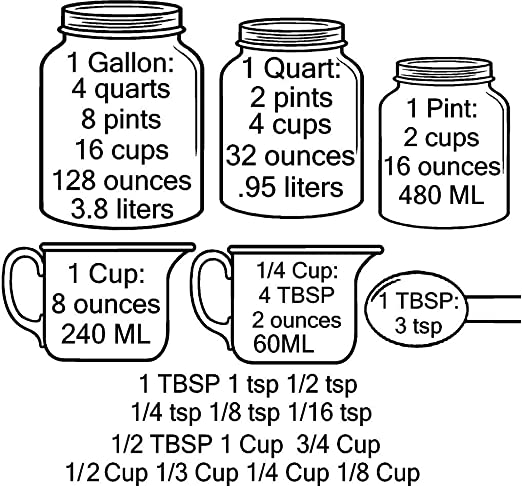 1 Gallon:
4 quarts
8 pints
16 cups
128 ounces
3.8 liters
1 Quart:
2 pints
4 cups
32 ounces
.95 liters
1 Pint:
2 cups
16 ounces
480 ML
1 Cup:
8 ounces
240 ML
1/4 Cup:
4 TBSP
2 ounces
60ML
1 TBSP:
3 tsp
1 TBSP 1 tsp 1/2 tsp
1/4 tsp 1/8 tsp 1/16 tsp
1/2 TBSP 1 Cup 3/4 Cup
1/2 Cup 1/3 Cup 1/4 Cup 1/8 Cup